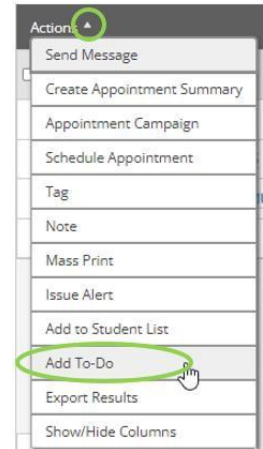 Actions
Send Message
Create Appointment Summary
Appointment Campaign
Schedule Appointment
Tag
Note
Mass Print
Issue Alert
Add to Student List
Add To-Do
Export Results
Show/Hide Columns